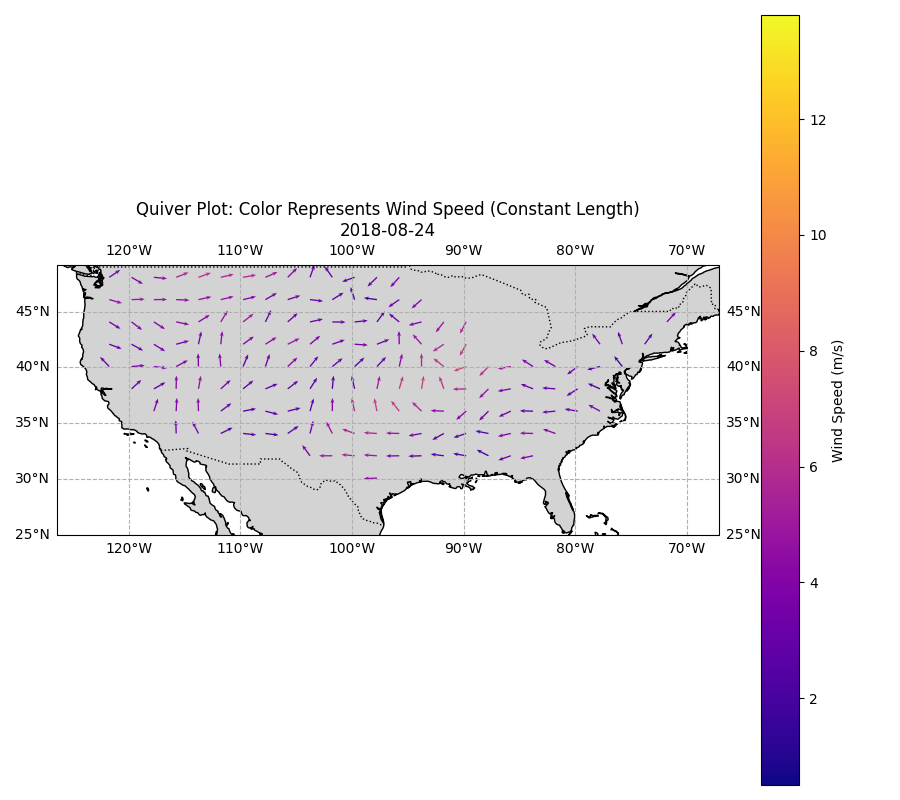 Quiver Plot: Color Represents Wind Speed (Constant Length)
2018-08-24
120°W 110°W 100°W 90°W 80°W 70°W
45°N 45°N
40°N 40°N
35°N 35°N
30°N 30°N
25°N 25°N
120°W 110°W 100°W 90°W 80°W 70°W
12
10
8
6
4
2
Wind Speed (m/s)